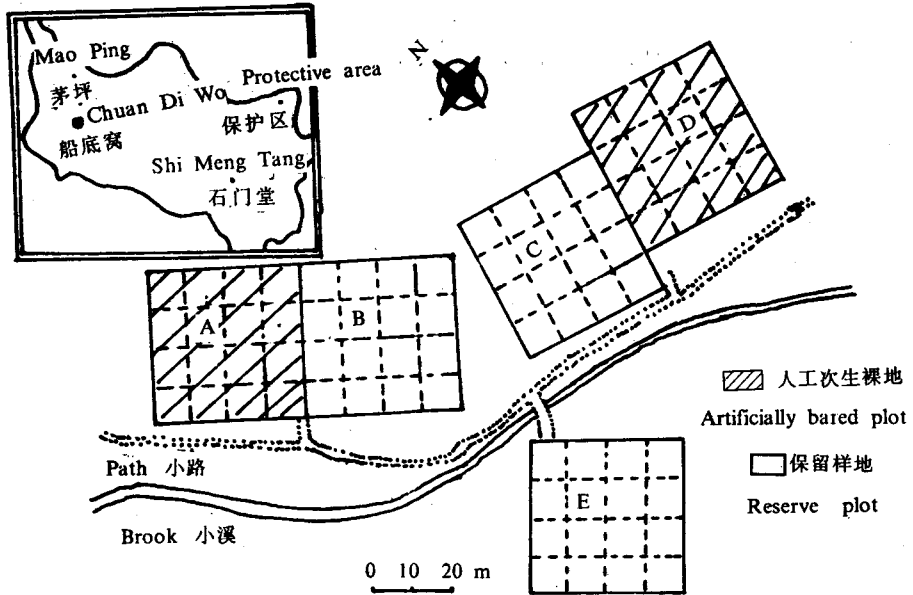 Mao Ping
茅坪
Chuan Di Wo
船底窝
Protective area
保护区
Shi Meng Tang
石门堂
N
A
B
C
D
E
Path 小路
Brook 小溪
人工次生裸地
Artificially bared plot
保留样地
Reserve plot
0 10 20 m